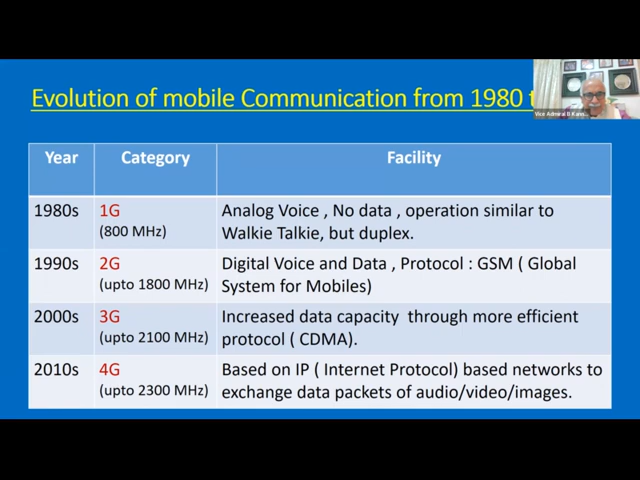 Evolution of mobile Communication from 1980 t
Vice Admiral B Kann...
Year Category Facility
1980s 1G Analog Voice , No data , operation similar to
(800 MHz) Walkie Talkie, but duplex.
1990s 2G Digital Voice and Data , Protocol : GSM ( Global
(upto 1800 MHz) System for Mobiles)
2000s 3G Increased data capacity through more efficient
(upto 2100 MHz) protocol ( CDMA).
2010s 4G Based on IP ( Internet Protocol) based networks to
(upto 2300 MHz) exchange data packets of audio/video/images.